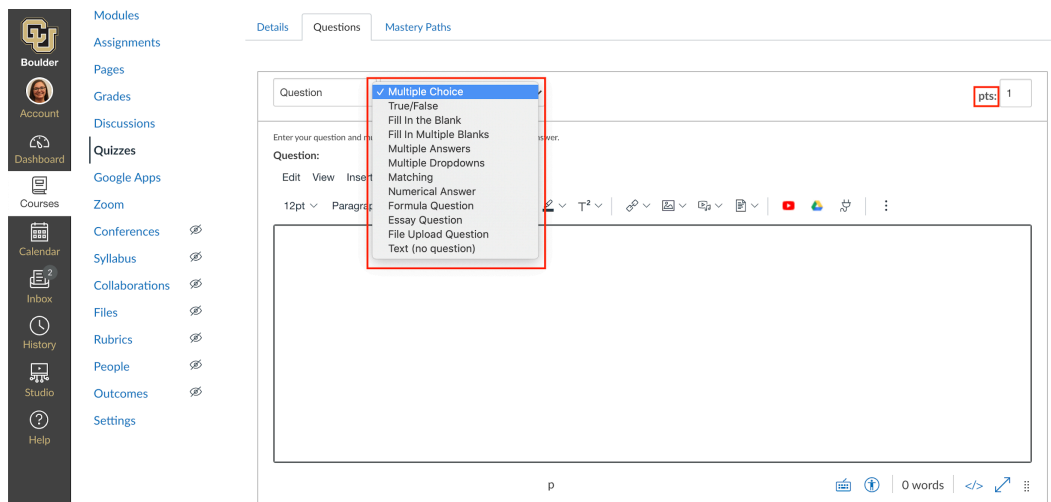 Boulder
Account
Dashboard
Courses
Calendar
2
Inbox
History
Studio
Help
Modules
Assignments
Pages
Grades
Discussions
Quizzes
Google Apps
Zoom
Conferences
Syllabus
Collaborations
Files
Rubrics
People
Outcomes
Settings
Details Questions Mastery Paths
Question
✓ Multiple Choice
True/False
Fill In the Blank
Fill In Multiple Blanks
Multiple Answers
Multiple Dropdowns
Matching
Numerical Answer
Formula Question
Essay Question
File Upload Question
Text (no question)
pts: 1
Enter your question and
Question:
Edit View Insert
12pt
T²
p
0 words </>